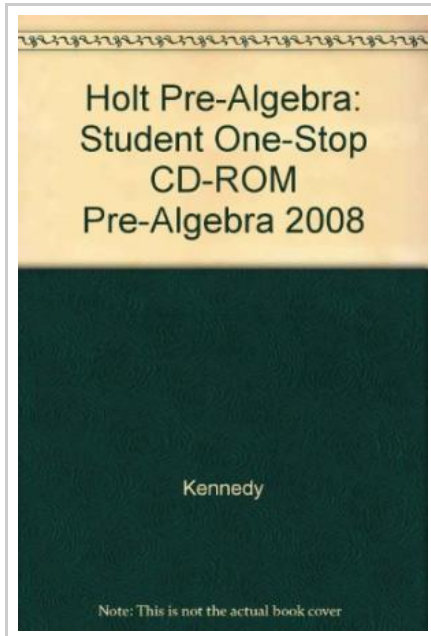 Holt Pre-Algebra:
Student One-Stop
CD-ROM
Pre-Algebra 2008
Kennedy
Note: This is not the actual book cover